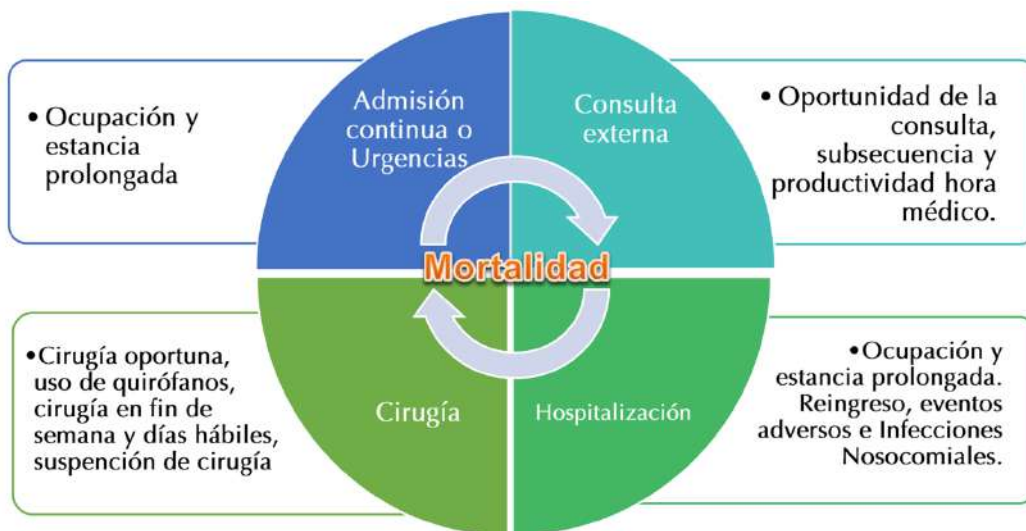 • Ocupación y
estancia
prolongada
Admisión
continua o
Urgencias
Consulta
externa
• Oportunidad de la
consulta,
subsecuencia y
productividad hora
médico.
Mortalidad
•Cirugía oportuna,
uso de quirófanos,
cirugía en fin de
semana y días hábiles,
suspención de cirugía
Cirugía
Hospitalización
•Ocupación y
estancia prolongada.
Reingreso, eventos
adversos e Infecciones
Nosocomiales.